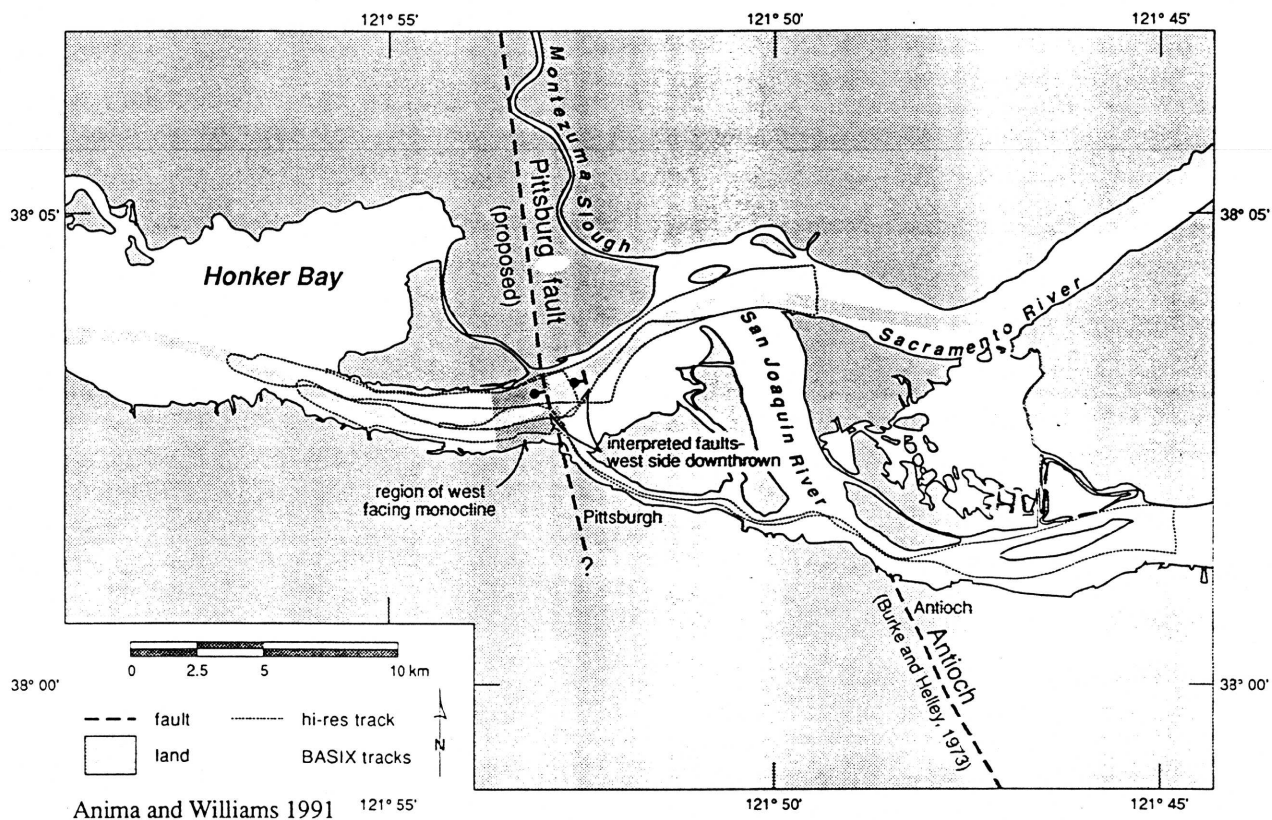 121° 55'
121° 50'
121° 45'
Montezuma Slough
Pittsburg fault
(proposed)
38° 05'
38° 05'
Honker Bay
Sacramento River
San Joaquin River
interpreted faults-
west side downthrown
region of west
facing monocline
Pittsburgh
?
Antioch
Antioch
(Burke and Helley, 1973)
0 2.5 5 10 km
38° 00'
33° 00'
fault
hi-res track
land
BASIX tracks
N
Anima and Williams 1991
121° 55'
121° 50'
121° 45'